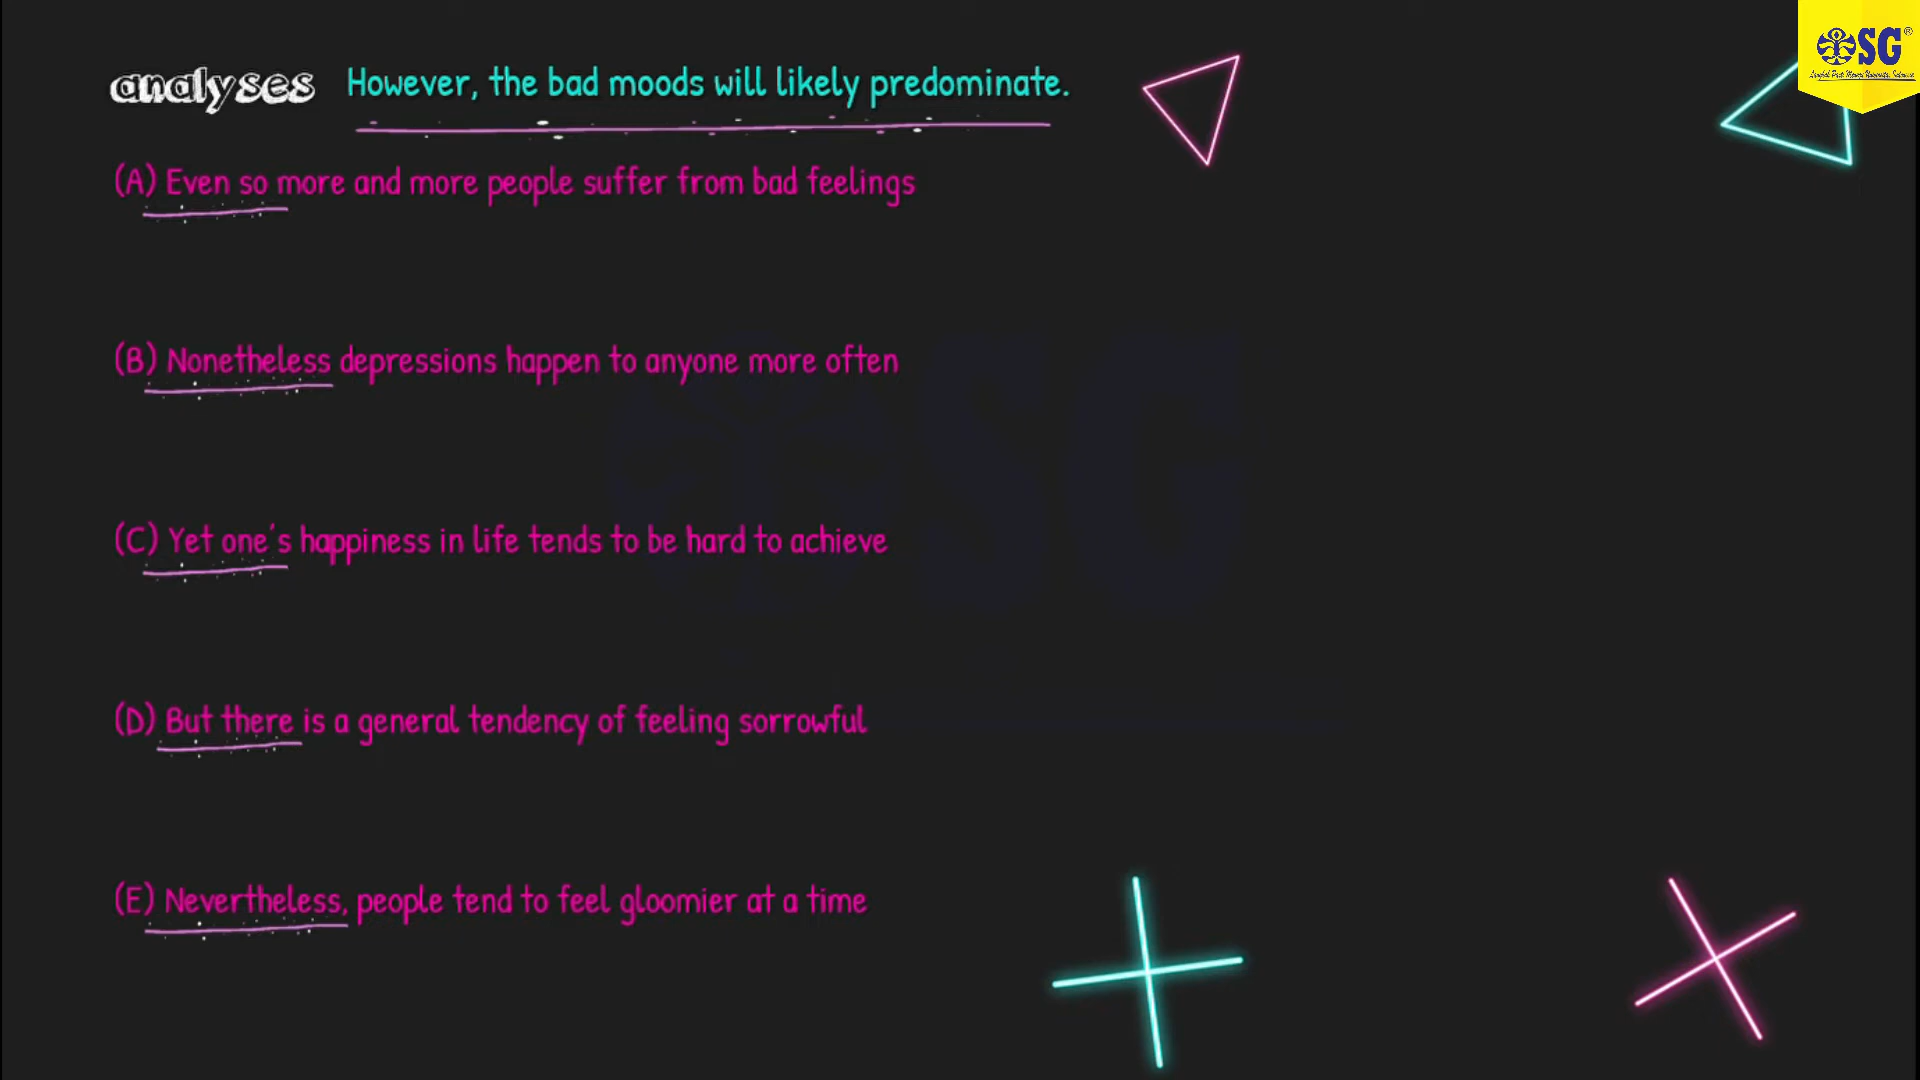 SG®
analyses However, the bad moods will likely predominate.
(A) Even so more and more people suffer from bad feelings
(B) Nonetheless depressions happen to anyone more often
(C) Yet one's happiness in life tends to be hard to achieve
(D) But there is a general tendency of feeling sorrowful
(E) Nevertheless, people tend to feel gloomier at a time
SG